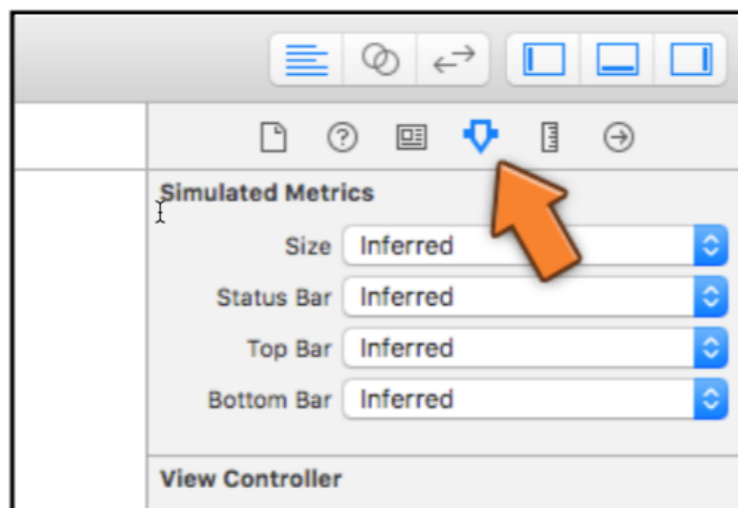 Simulated Metrics
Size Inferred
Status Bar Inferred
Top Bar Inferred
Bottom Bar Inferred
View Controller